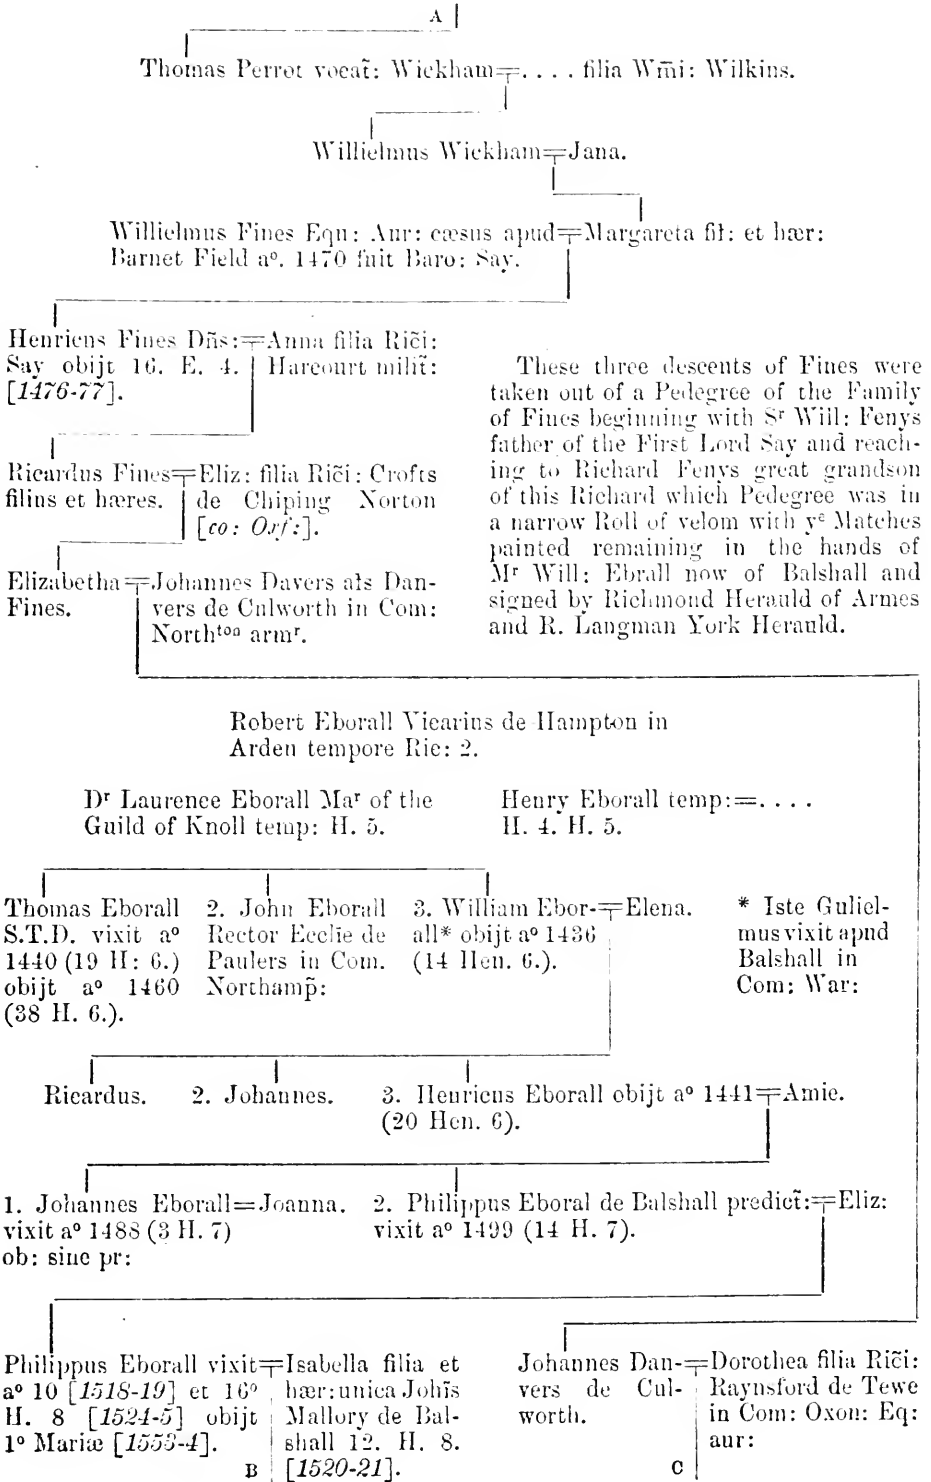 A
Thomas Perrot vocat̃: Wickham=. . . . filia Wm̃i: Wilkins.
Willielmus Wickham=Jana.
Willielmus Fines Equ: Aur: cæsus apud=Margareta fil: et hær:
Barnet Field aº. 1470 fuit Baro: Say.
Henricus Fines Dñs:=Anna filia Ric̃i:
Say obijt 16. E. 4. Harcourt milit̃:
[1476-77].
These three descents of Fines were
taken out of a Pedegree of the Family
of Fines beginning with Sʳ Will: Fenys
father of the First Lord Say and reach-
ing to Richard Fenys great grandson
of this Richard which Pedegree was in
a narrow Roll of velom with yᵉ Matches
painted remaining in the hands of
Mʳ Will: Ebrall now of Balshall and
signed by Richmond Herauld of Armes
and R. Langman York Herauld.
Ricardus Fines=Eliz: filia Ric̃i: Crofts
filius et hæres. de Chiping Norton
[co: Oxf:].
Elizabetha=Johannes Davers als Dan-
Fines. vers de Culworth in Com:
Northᵗᵒⁿ armʳ.
Robert Eborall Vicarius de Hampton in
Arden tempore Ric: 2.
Dʳ Laurence Eborall Maʳ of the
Guild of Knoll temp: H. 5.
Henry Eborall temp:=. . . .
H. 4. H. 5.
Thomas Eborall
S.T.D. vixit aº
1440 (19 H: 6.)
obijt aº 1460
(38 H. 6.).
2. John Eborall
Rector Ecclĩe de
Paulers in Com.
Northamp̃:
3. William Ebor-=Elena.
all* obijt aº 1436
(14 Hen. 6.).
* Iste Guliel-
mus vixit apud
Balshall in
Com: War:
Ricardus. 2. Johannes. 3. Henricus Eborall obijt aº 1441=Amie.
(20 Hen. 6).
1. Johannes Eborall=Joanna.
vixit aº 1488 (3 H. 7)
ob: sine pr:
2. Philippus Eboral de Balshall predict̃:=Eliz:
vixit aº 1499 (14 H. 7).
Philippus Eborall vixit=Isabella filia et
aº 10 [1518-19] et 16º hær: unica Johĩs
H. 8 [1524-5] obijt Mallory de Bal-
1º Mariæ [1553-4]. shall 12. H. 8.
B [1520-21].
Johannes Dan-=Dorothea filia Ric̃i:
vers de Cul- Raynsford de Tewe
worth. in Com: Oxon: Eq:
aur:
C